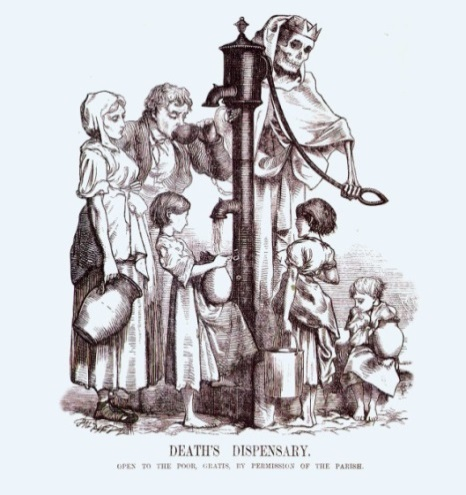 DEATH'S DISPENSARY.
OPEN TO THE POOR, GRATIS, BY PERMISSION OF THE PARISH.